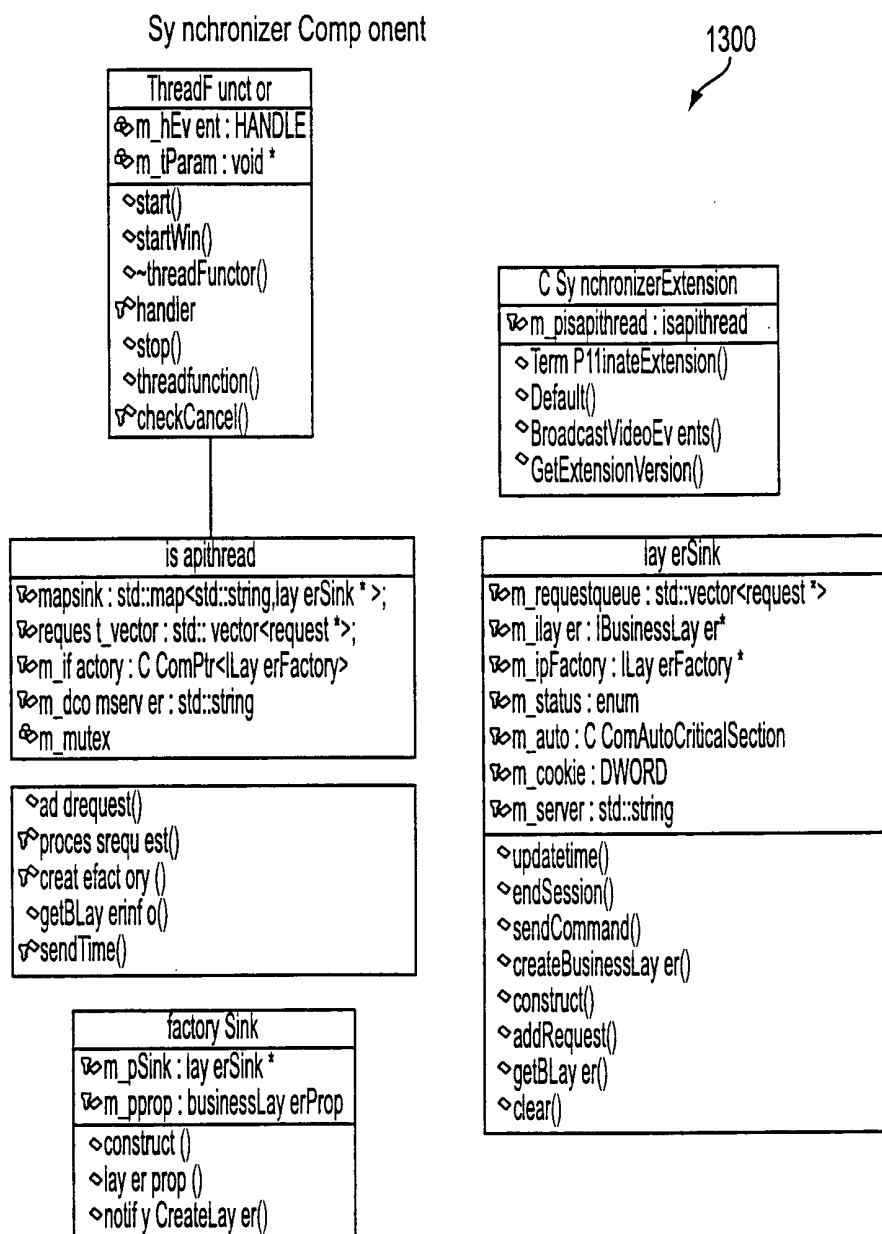 Sy nchronizer Comp onent
1300
ThreadF unct or
m_hEv ent : HANDLE
m_tParam : void *
start()
startWin()
~threadFunctor()
handler
stop()
threadfunction()
checkCancel()
C Sy nchronizerExtension
m_pisapithread : isapithread
Term P11inateExtension()
Default()
BroadcastVideoEv ents()
GetExtensionVersion()
is apithread
mapsink : std::map<std::string,lay erSink * >;
reques t_vector : std:: vector<request *>;
m_if actory : C ComPtr<ILay erFactory>
m_dco mserv er : std::string
m_mutex
ad drequest()
proces srequ est()
creat efact ory ()
getBLay erinf o()
sendTime()
lay erSink
m_requestqueue : std::vector<request *>
m_ilay er : IBusinessLay er*
m_ipFactory : ILay erFactory *
m_status : enum
m_auto : C ComAutoCriticalSection
m_cookie : DWORD
m_server : std::string
updatetime()
endSession()
sendCommand()
createBusinessLay er()
construct()
addRequest()
getBLay er()
clear()
factory Sink
m_pSink : lay erSink *
m_pprop : businessLay erProp
construct ()
lay er prop ()
notif y CreateLay er()